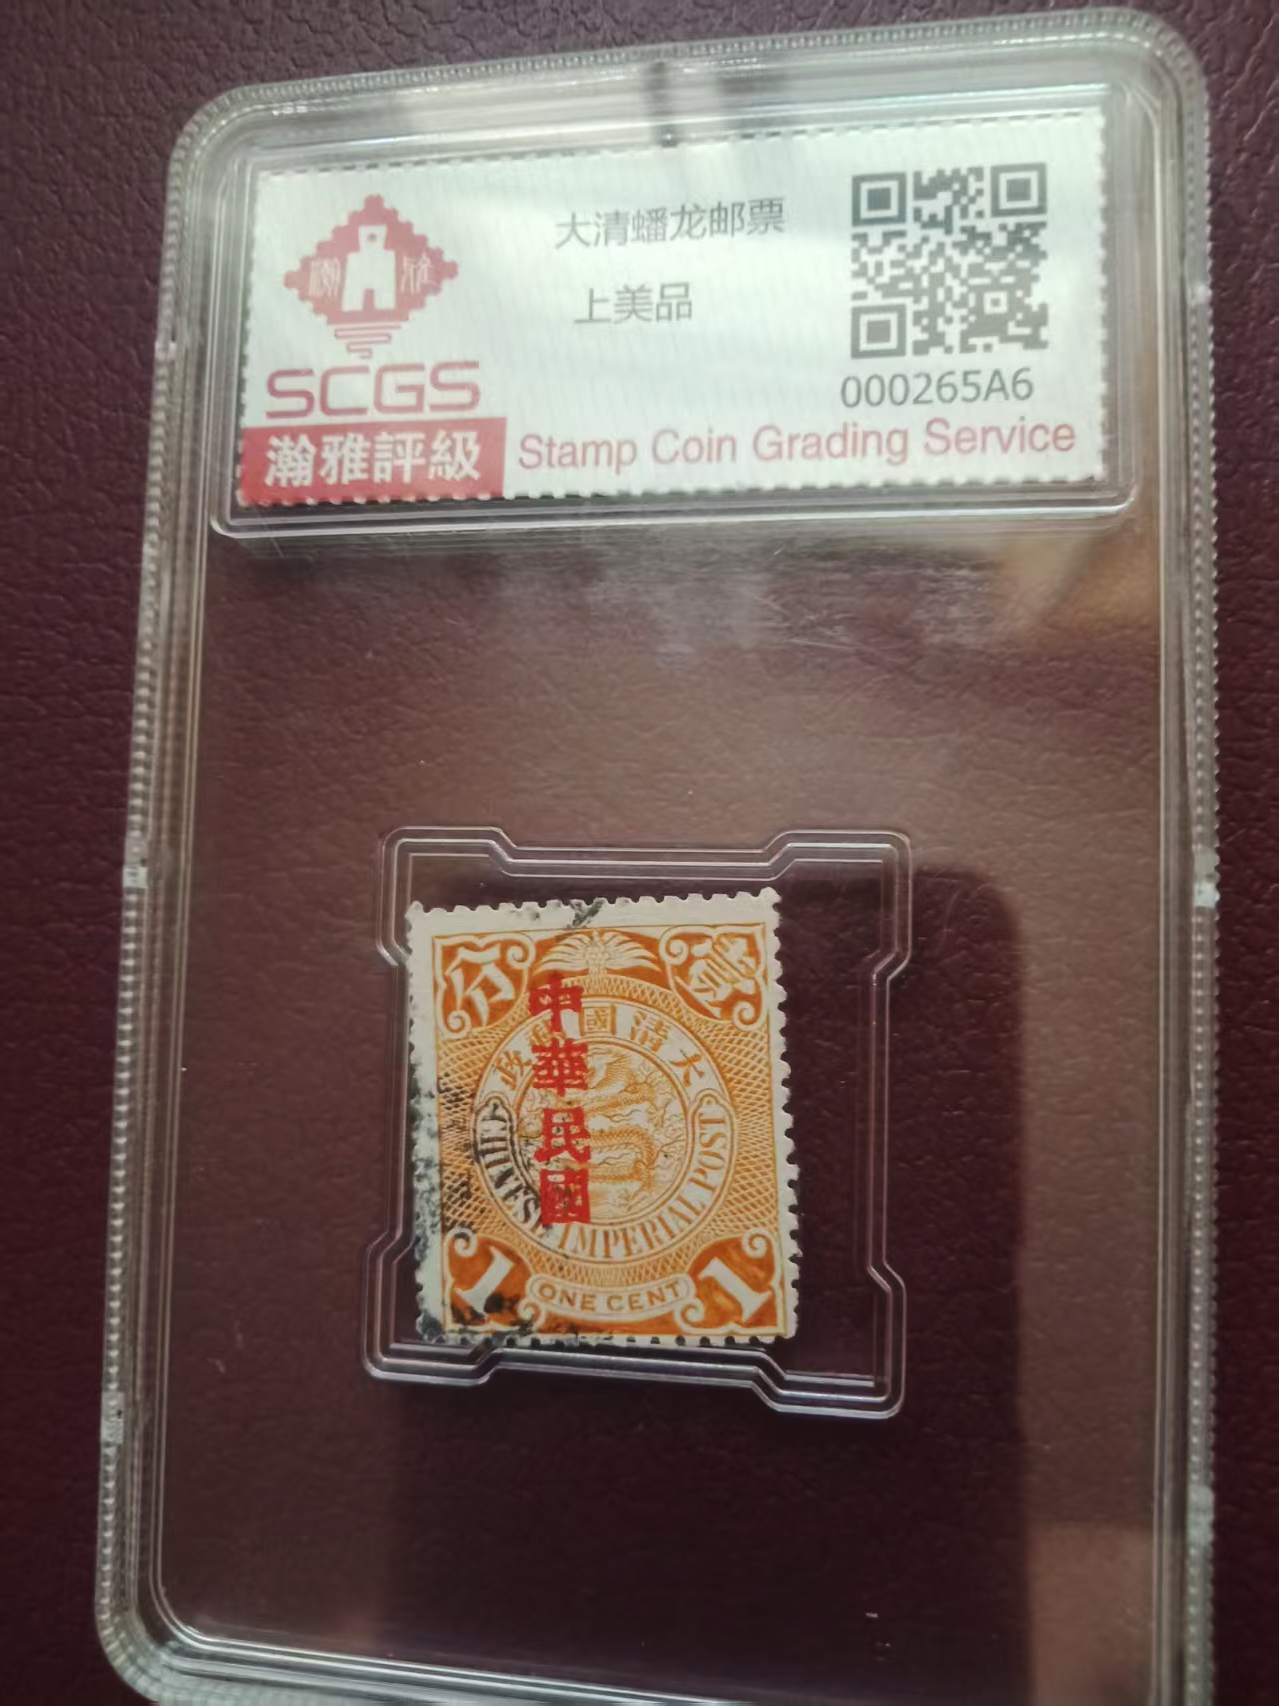 大清蟠龙邮票
上美品
000265A6
SCGS
瀚雅評級
Stamp Coin Grading Service
分
壹
大清國郵政
中華民國
CHINESE IMPERIAL POST
1
ONE CENT
1